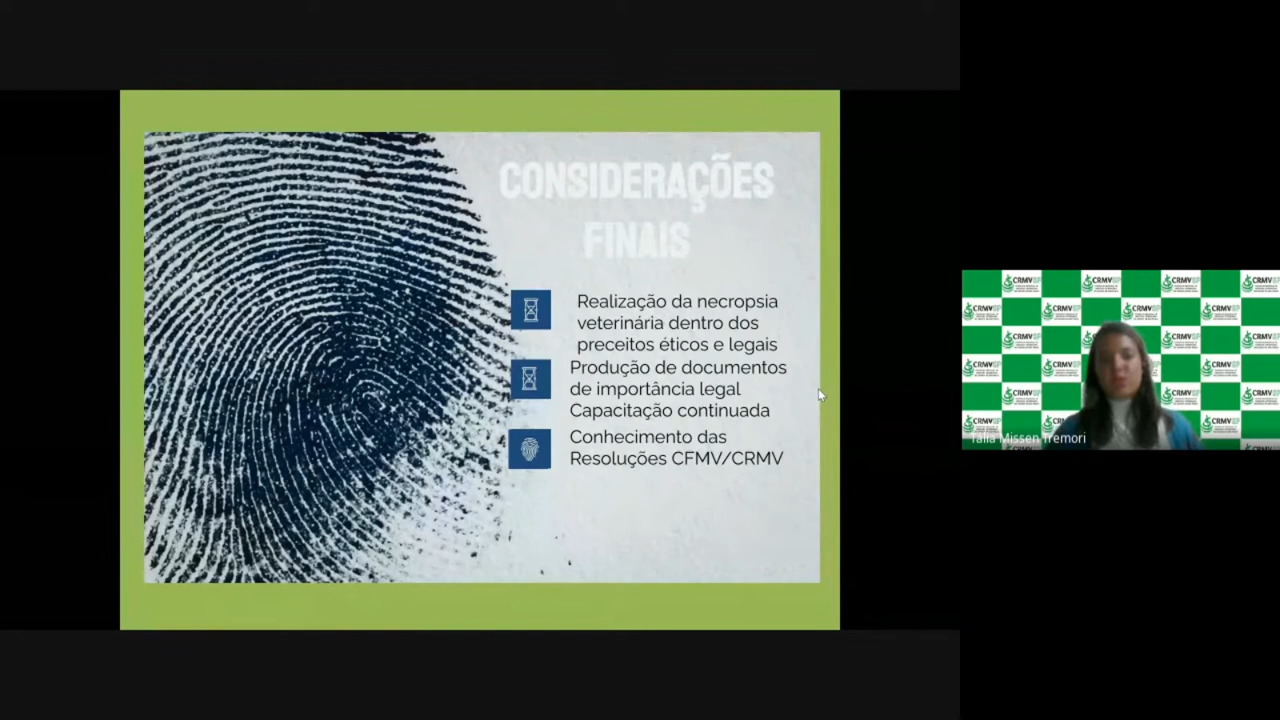 CONSIDERAÇÕES
FINAIS
Realização da necropsia
veterinária dentro dos
preceitos éticos e legais
Produção de documentos
de importância legal
Capacitação continuada
Conhecimento das
Resoluções CFMV/CRMV
CRMVSP
Talia Missen Tremori